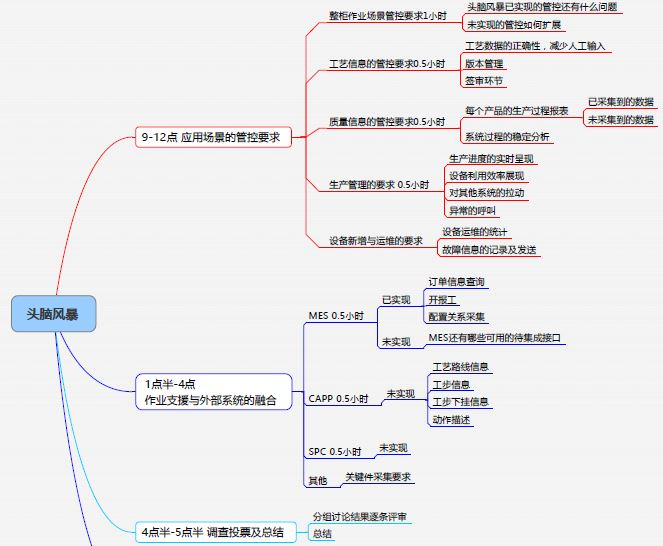 头脑风暴
9-12点 应用场景的管控要求
整柜作业场景管控要求1小时
头脑风暴已实现的管控还有什么问题
未实现的管控如何扩展
工艺信息的管控要求0.5小时
工艺数据的正确性，减少人工输入
版本管理
签审环节
质量信息的管控要求0.5小时
每个产品的生产过程报表
已采集到的数据
未采集到的数据
系统过程的稳定分析
生产管理的要求 0.5小时
生产进度的实时呈现
设备利用效率展现
对其他系统的拉动
异常的呼叫
设备新增与运维的要求
设备运维的统计
故障信息的记录及发送
1点半-4点
作业支援与外部系统的融合
MES 0.5小时
已实现
订单信息查询
开报工
配置关系采集
未实现
MES还有哪些可用的待集成接口
CAPP 0.5小时
未实现
工艺路线信息
工步信息
工步下挂信息
动作描述
SPC 0.5小时
未实现
其他
关键件采集要求
4点半-5点半 调查投票及总结
分组讨论结果逐条评审
总结